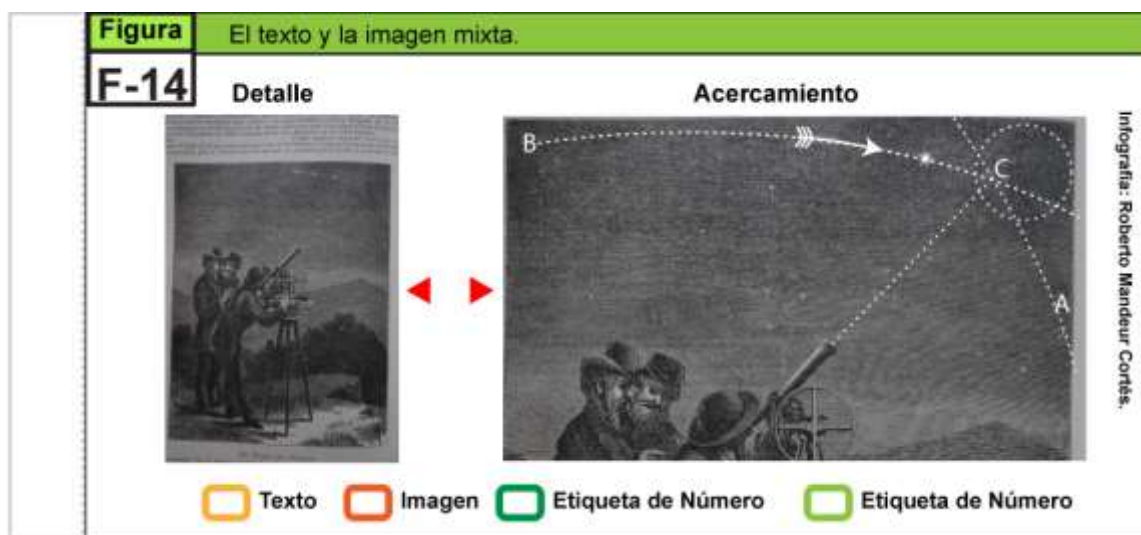 Figura
El texto y la imagen mixta.
F-14
Detalle
Acercamiento
B
C
A
Infografía: Roberto Mandeur Cortés.
Texto
Imagen
Etiqueta de Número
Etiqueta de Número